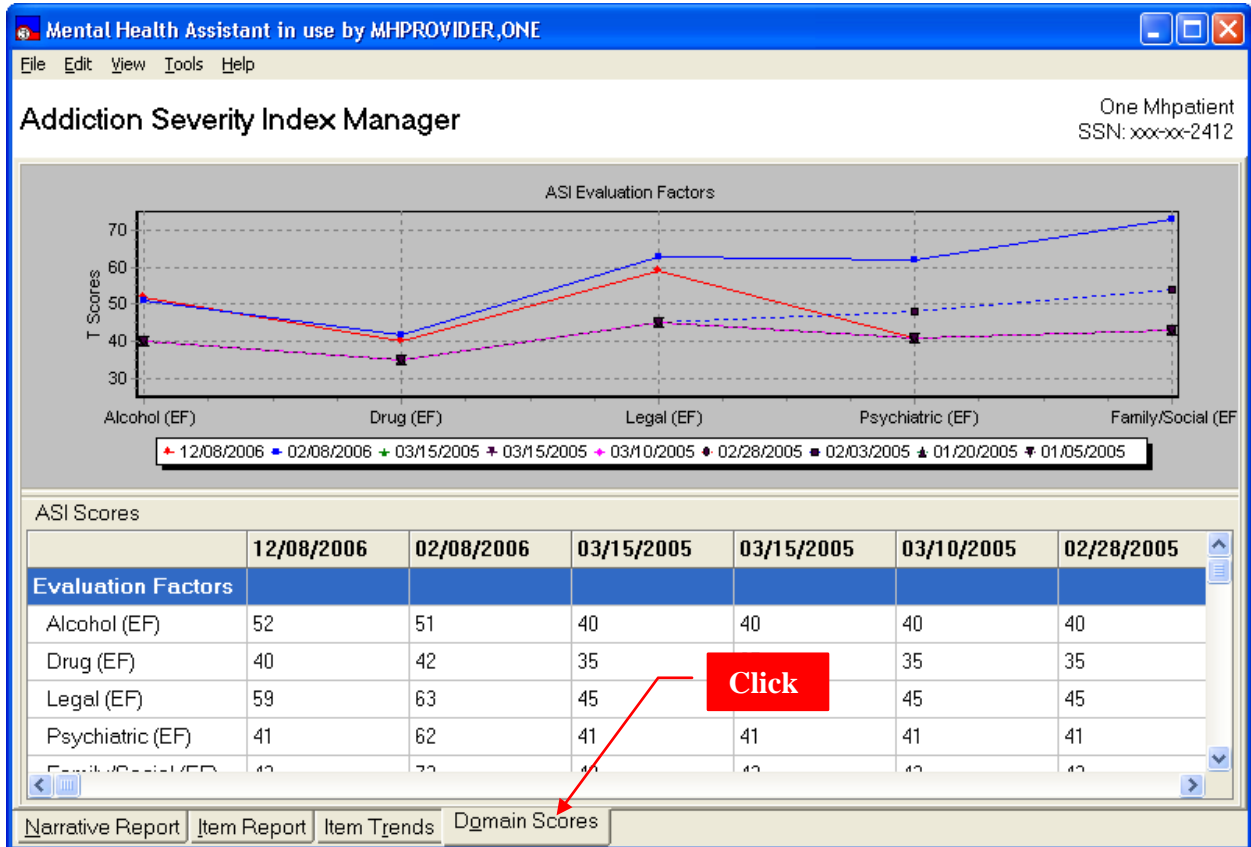 Mental Health Assistant in use by MHPROVIDER,ONE
File Edit View Tools Help
Addiction Severity Index Manager
One Mhpatient
SSN: xxx-xx-2412
ASI Evaluation Factors
T Scores
70
60
50
40
30
Alcohol (EF) Drug (EF) Legal (EF) Psychiatric (EF) Family/Social (EF
12/08/2006 02/08/2006 03/15/2005 03/15/2005 03/10/2005 02/28/2005 02/03/2005 01/20/2005 01/05/2005
ASI Scores
12/08/2006 02/08/2006 03/15/2005 03/15/2005 03/10/2005 02/28/2005
Evaluation Factors
Alcohol (EF) 52 51 40 40 40 40
Drug (EF) 40 42 35 35 35
Click
Legal (EF) 59 63 45 45 45
Psychiatric (EF) 41 62 41 41 41 41
Narrative Report Item Report Item Trends Domain Scores